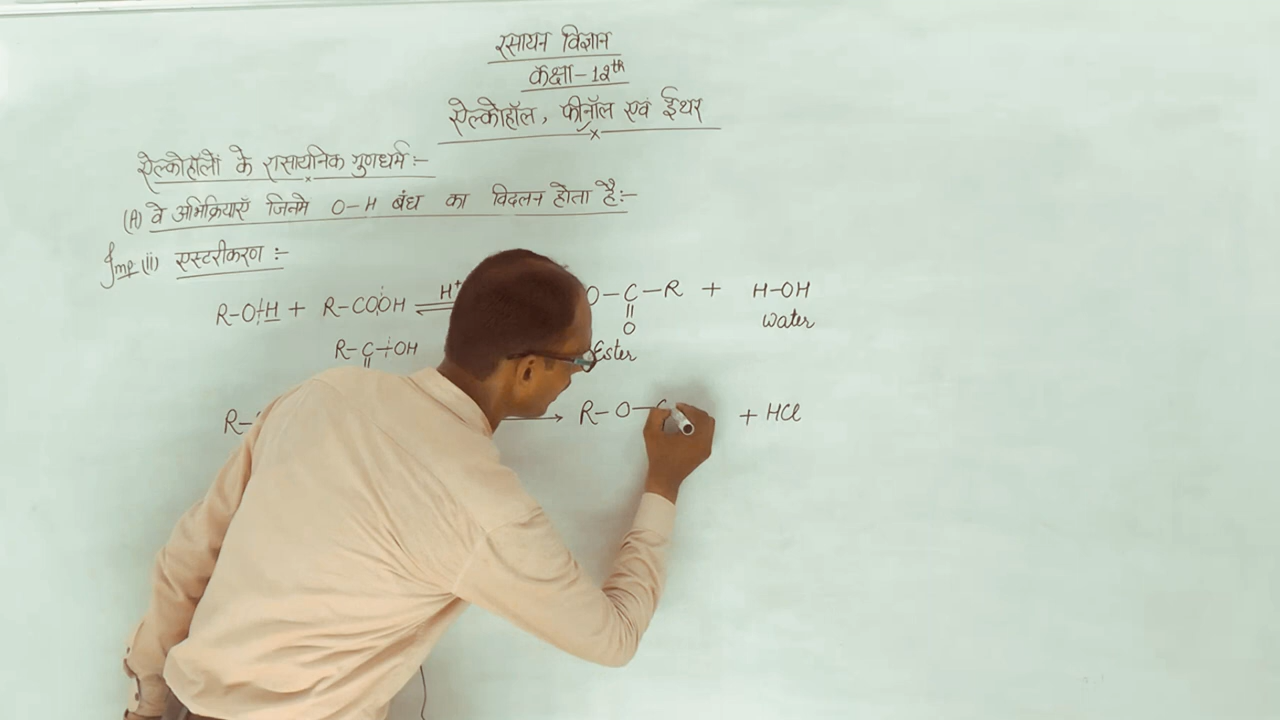 रसायन विज्ञान
कक्षा - 12th
ऐल्कोहॉल, फीनॉल एवं ईथर
ऐल्कोहॉलों के रासायनिक गुणधर्म :-
(A) वे अभिक्रियाएँ जिनमे O-H बंध का विदलन होता है:-
Imp (ii) एस्टरीकरण :-
R-O-H + R-COOH ⇌ H+ O-C-R + H-OH
O Water
R-C-OH Ester
R- → R-O-C + HCl